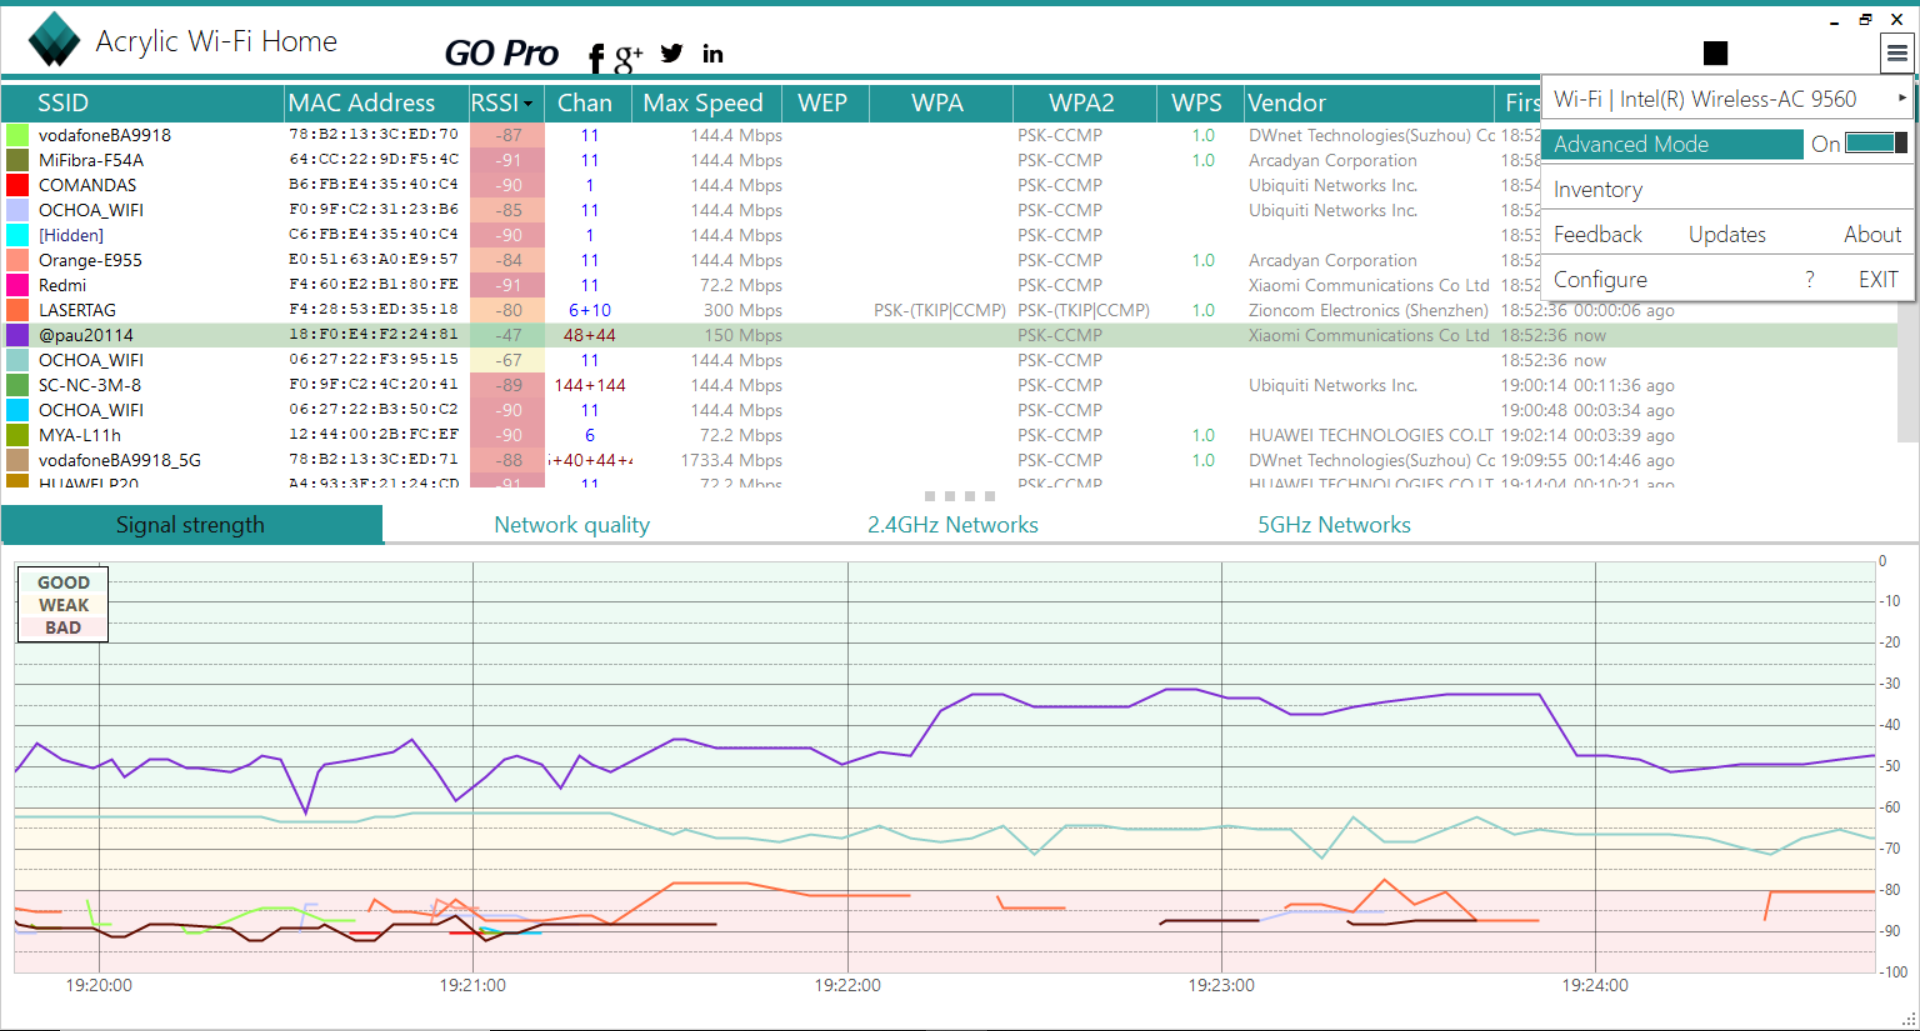 Acrylic Wi-Fi Home
GO Pro
SSID MAC Address RSSI Chan Max Speed WEP WPA WPA2 WPS Vendor Firs
vodafoneBA9918 78:B2:13:3C:ED:70 -87 11 144.4 Mbps PSK-CCMP 1.0 DWnet Technologies(Suzhou) Cc 18:52
MiFibra-F54A 64:CC:22:9D:F5:4C -91 11 144.4 Mbps PSK-CCMP 1.0 Arcadyan Corporation 18:58
COMANDAS B6:FB:E4:35:40:C4 -90 1 144.4 Mbps PSK-CCMP Ubiquiti Networks Inc. 18:54
OCHOA_WIFI F0:9F:C2:31:23:B6 -85 11 144.4 Mbps PSK-CCMP Ubiquiti Networks Inc. 18:52
[Hidden] C6:FB:E4:35:40:C4 -90 1 144.4 Mbps PSK-CCMP 18:53
Orange-E955 E0:51:63:A0:E9:57 -84 11 144.4 Mbps PSK-CCMP 1.0 Arcadyan Corporation 18:52
Redmi F4:60:E2:B1:80:FE -91 11 72.2 Mbps PSK-CCMP Xiaomi Communications Co Ltd 18:52
LASERTAG F4:28:53:ED:35:18 -80 6+10 300 Mbps PSK-(TKIP|CCMP) PSK-(TKIP|CCMP) 1.0 Zioncom Electronics (Shenzhen) 18:52:36 00:00:06 ago
@pau20114 18:F0:E4:F2:24:81 -47 48+44 150 Mbps PSK-CCMP Xiaomi Communications Co Ltd 18:52:36 now
OCHOA_WIFI 06:27:22:F3:95:15 -67 11 144.4 Mbps PSK-CCMP 18:52:36 now
SC-NC-3M-8 F0:9F:C2:4C:20:41 -89 144+144 144.4 Mbps PSK-CCMP Ubiquiti Networks Inc. 19:00:14 00:11:36 ago
OCHOA_WIFI 06:27:22:B3:50:C2 -90 11 144.4 Mbps PSK-CCMP 19:00:48 00:03:34 ago
MYA-L11h 12:44:00:2B:FC:EF -90 6 72.2 Mbps PSK-CCMP 1.0 HUAWEI TECHNOLOGIES CO.LT 19:02:14 00:03:39 ago
vodafoneBA9918_5G 78:B2:13:3C:ED:71 -88 +40+44+ 1733.4 Mbps PSK-CCMP 1.0 DWnet Technologies(Suzhou) Cc 19:09:55 00:14:46 ago
HUAWEI P20 A4:93:3F:21:24:CD -91 11 72.2 Mbps PSK-CCMP HUAWEI TECHNOLOGIES CO.LT 19:14:04 00:10:21 ago
Wi-Fi | Intel(R) Wireless-AC 9560
Advanced Mode On
Inventory
Feedback Updates About
Configure ? EXIT
Signal strength Network quality 2.4GHz Networks 5GHz Networks
GOOD
WEAK
BAD
0
-10
-20
-30
-40
-50
-60
-70
-80
-90
-100
19:20:00 19:21:00 19:22:00 19:23:00 19:24:00